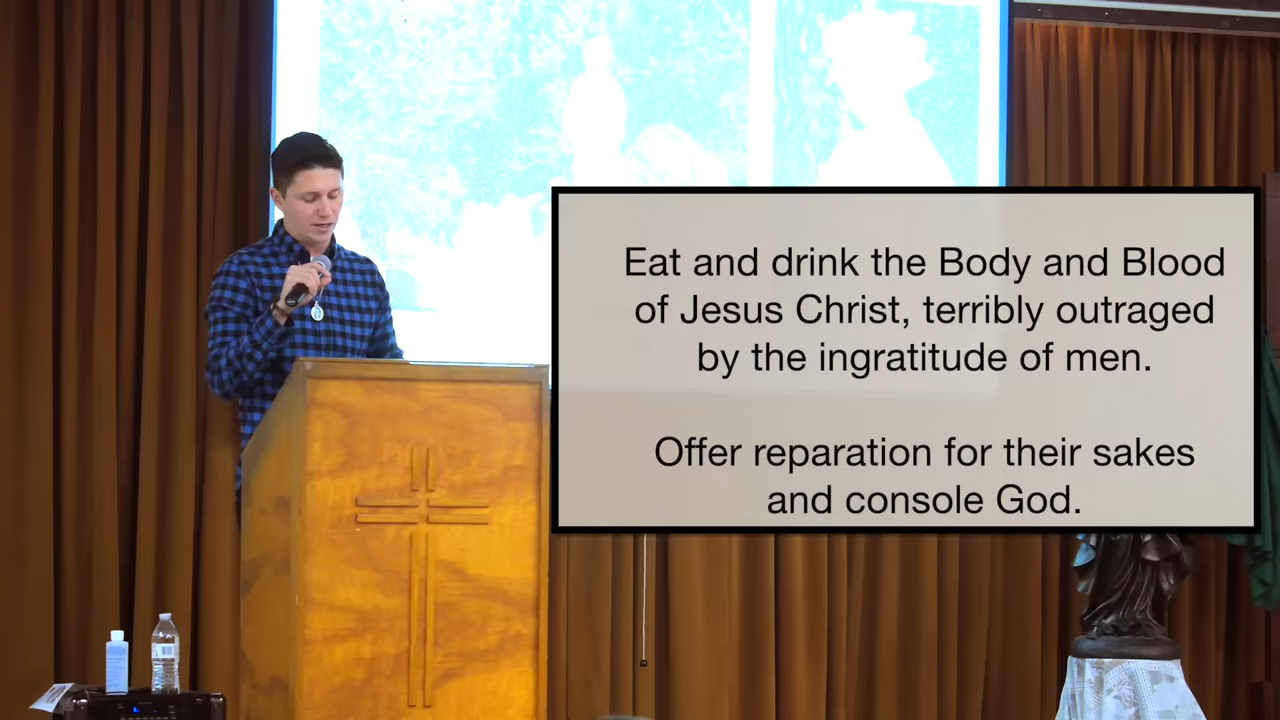 Eat and drink the Body and Blood
of Jesus Christ, terribly outraged
by the ingratitude of men.
Offer reparation for their sakes
and console God.